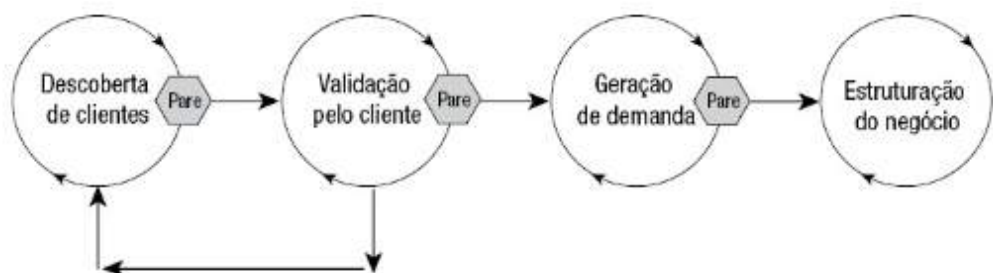 Descoberta
de clientes
Pare
Validação
pelo cliente
Pare
Geração
de demanda
Pare
Estruturação
do negócio